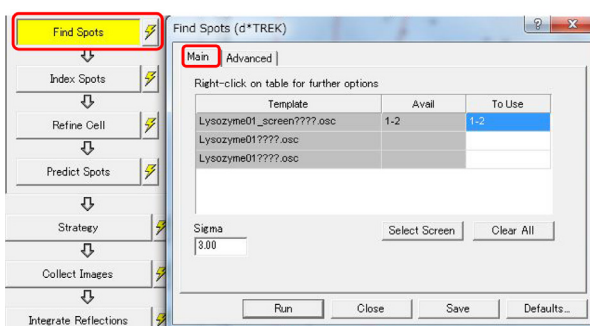 Find Spots
Index Spots
Refine Cell
Predict Spots
Strategy
Collect Images
Integrate Reflections
Find Spots (d*TREK)
Main Advanced
Right-click on table for further options
Template Avail To Use
Lysozyme01_screen????.osc 1-2 1-2
Lysozyme01????.osc
Lysozyme01????.osc
Sigma
3.00
Select Screen Clear All
Run Close Save Defaults...